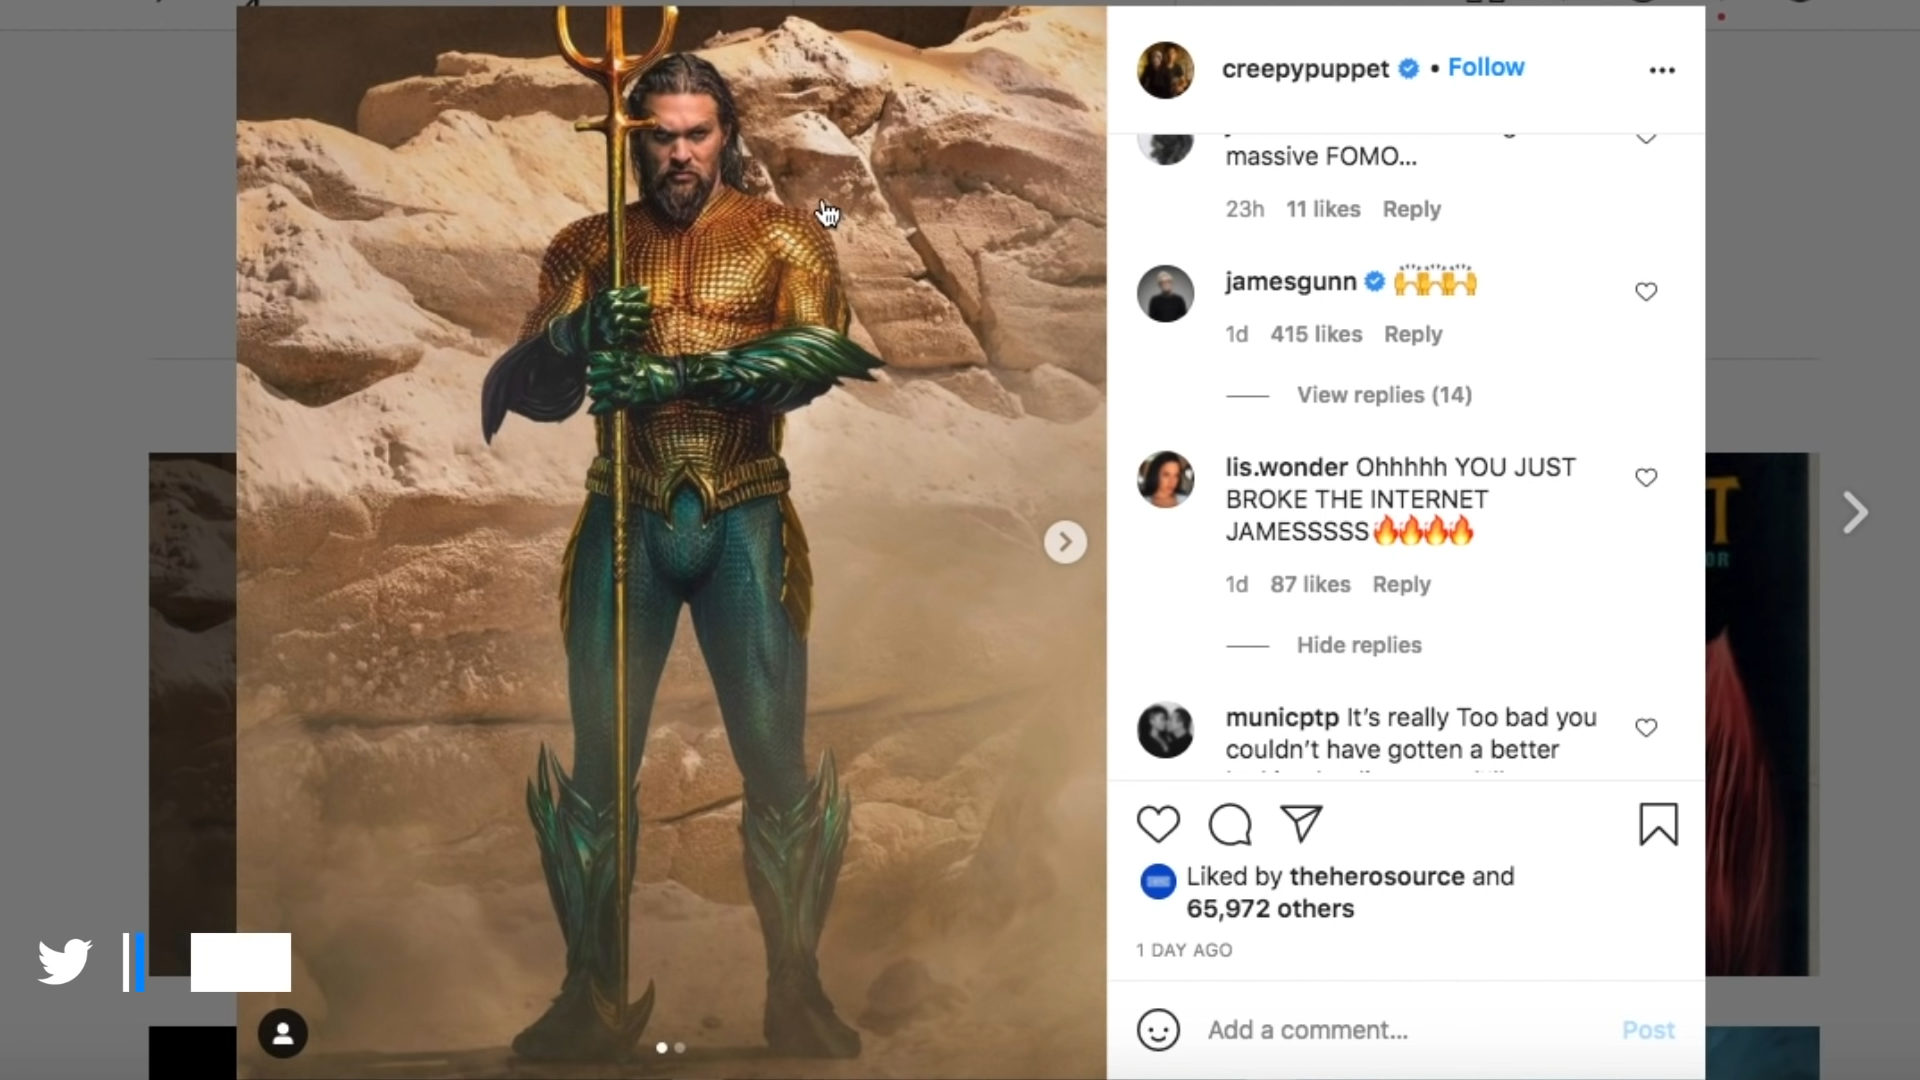 creepypuppet • Follow
massive FOMO...
23h 11 likes Reply
jamesgunn 🙌🙌🙌
1d 415 likes Reply
View replies (14)
lis.wonder Ohhhhh YOU JUST
BROKE THE INTERNET
JAMESSSSS🔥🔥🔥🔥
1d 87 likes Reply
Hide replies
municptp It’s really Too bad you
couldn’t have gotten a better
Liked by theherosource and
65,972 others
1 DAY AGO
Add a comment...
Post